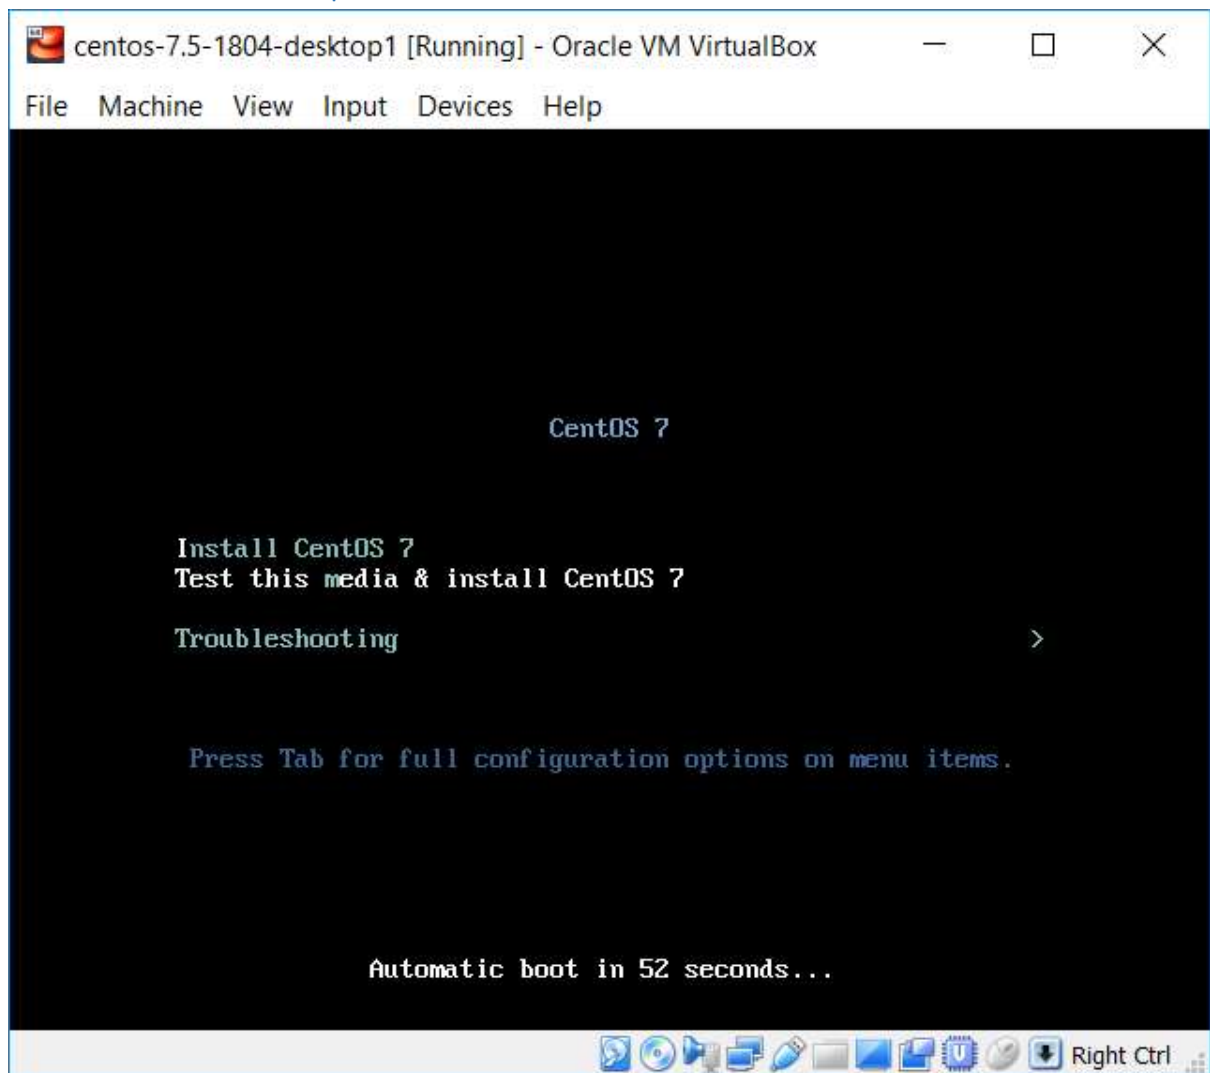 centos-7.5-1804-desktop1 [Running] - Oracle VM VirtualBox
File Machine View Input Devices Help
CentOS 7
Install CentOS 7
Test this media & install CentOS 7
Troubleshooting >
Press Tab for full configuration options on menu items.
Automatic boot in 52 seconds...
Right Ctrl